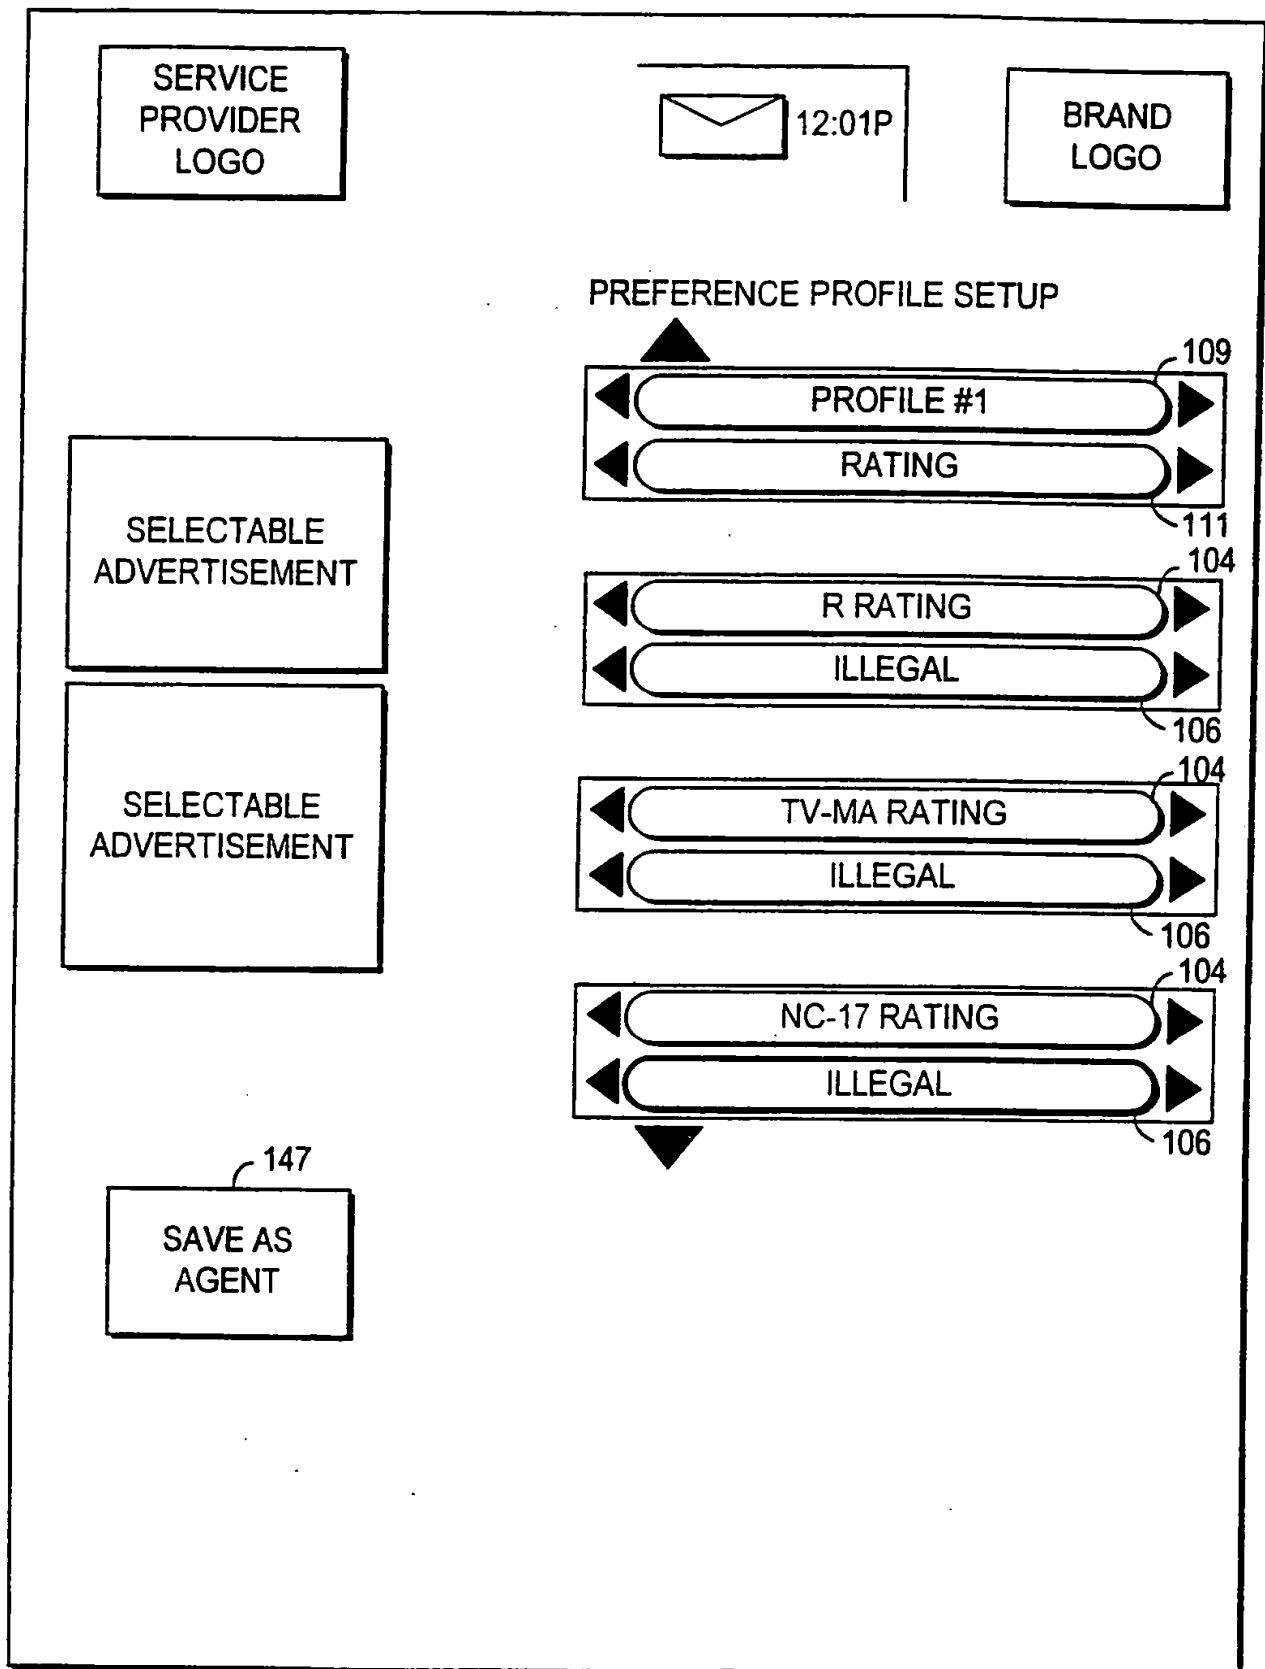 SERVICE
PROVIDER
LOGO
12:01P
BRAND
LOGO
PREFERENCE PROFILE SETUP
109
PROFILE #1
RATING
111
SELECTABLE
ADVERTISEMENT
104
R RATING
ILLEGAL
106
SELECTABLE
ADVERTISEMENT
104
TV-MA RATING
ILLEGAL
106
104
NC-17 RATING
ILLEGAL
106
147
SAVE AS
AGENT